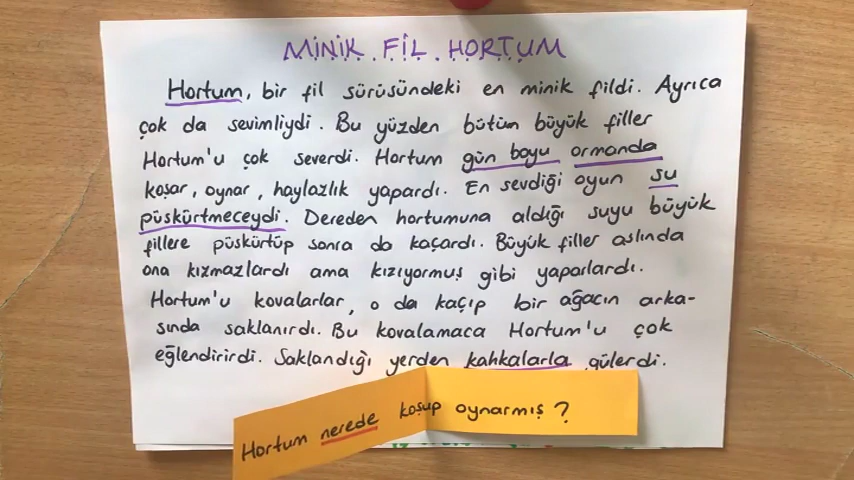 MİNİK FİL HORTUM
Hortum, bir fil sürüsündeki en minik fildi. Ayrıca
çok da sevimliydi. Bu yüzden bütün büyük filler
Hortum'u çok severdi. Hortum gün boyu ormanda
koşar, oynar, haylazlık yapardı. En sevdiği oyun su
püskürtmeceydi. Dereden hortumuna aldığı suyu büyük
fillere püskürtüp sonra da kaçardı. Büyük filler aslında
ona kızmazlardı ama kızıyormuş gibi yaparlardı.
Hortum'u kovalarlar, o da kaçıp bir ağacın arka-
sında saklanırdı. Bu kovalamaca Hortum'u çok
eğlendirirdi. Saklandığı yerden kahkalarla gülerdi.
Hortum nerede koşup oynarmış?